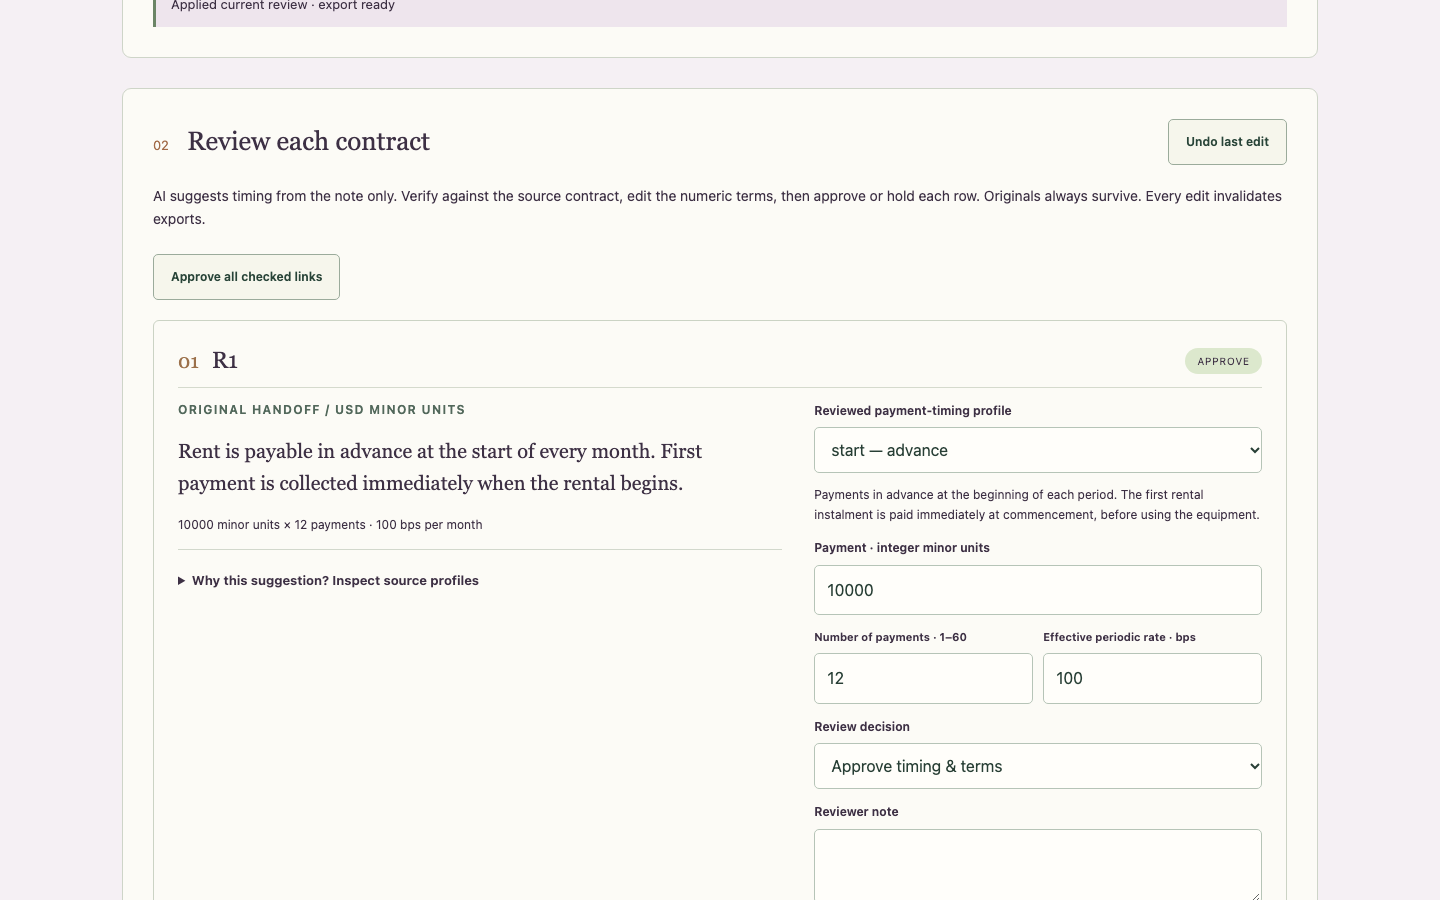 Applied current review · export ready
02 Review each contract
Undo last edit
AI suggests timing from the note only. Verify against the source contract, edit the numeric terms, then approve or hold each row. Originals always survive. Every edit invalidates
exports.
Approve all checked links
01 R1
APPROVE
ORIGINAL HANDOFF / USD MINOR UNITS
Rent is payable in advance at the start of every month. First
payment is collected immediately when the rental begins.
10000 minor units × 12 payments · 100 bps per month
Why this suggestion? Inspect source profiles
Reviewed payment-timing profile
start — advance
Payments in advance at the beginning of each period. The first rental
instalment is paid immediately at commencement, before using the equipment.
Payment · integer minor units
10000
Number of payments · 1–60
Effective periodic rate · bps
12
100
Review decision
Approve timing & terms
Reviewer note